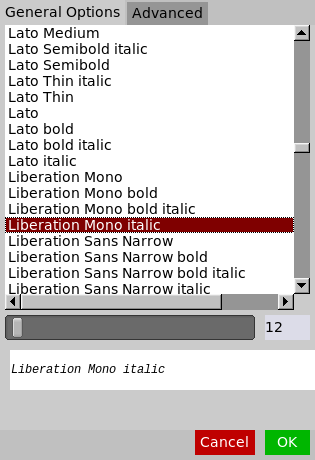 General Options Advanced
Lato Medium
Lato Semibold italic
Lato Semibold
Lato Thin italic
Lato Thin
Lato
Lato bold
Lato bold italic
Lato italic
Liberation Mono
Liberation Mono bold
Liberation Mono bold italic
Liberation Mono italic
Liberation Sans Narrow
Liberation Sans Narrow bold
Liberation Sans Narrow bold italic
Liberation Sans Narrow italic
12
Liberation Mono italic
Cancel OK